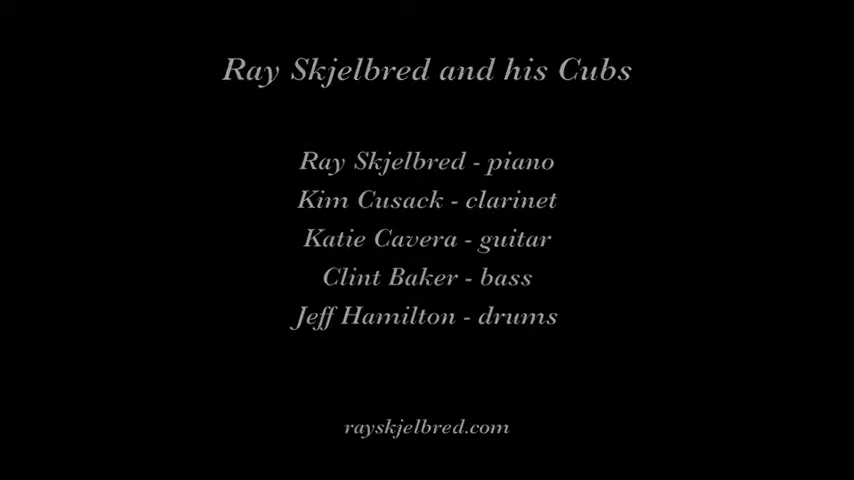 Ray Skjelbred and his Cubs
Ray Skjelbred - piano
Kim Cusack - clarinet
Katie Cavera - guitar
Clint Baker - bass
Jeff Hamilton - drums
rayskjelbred.com